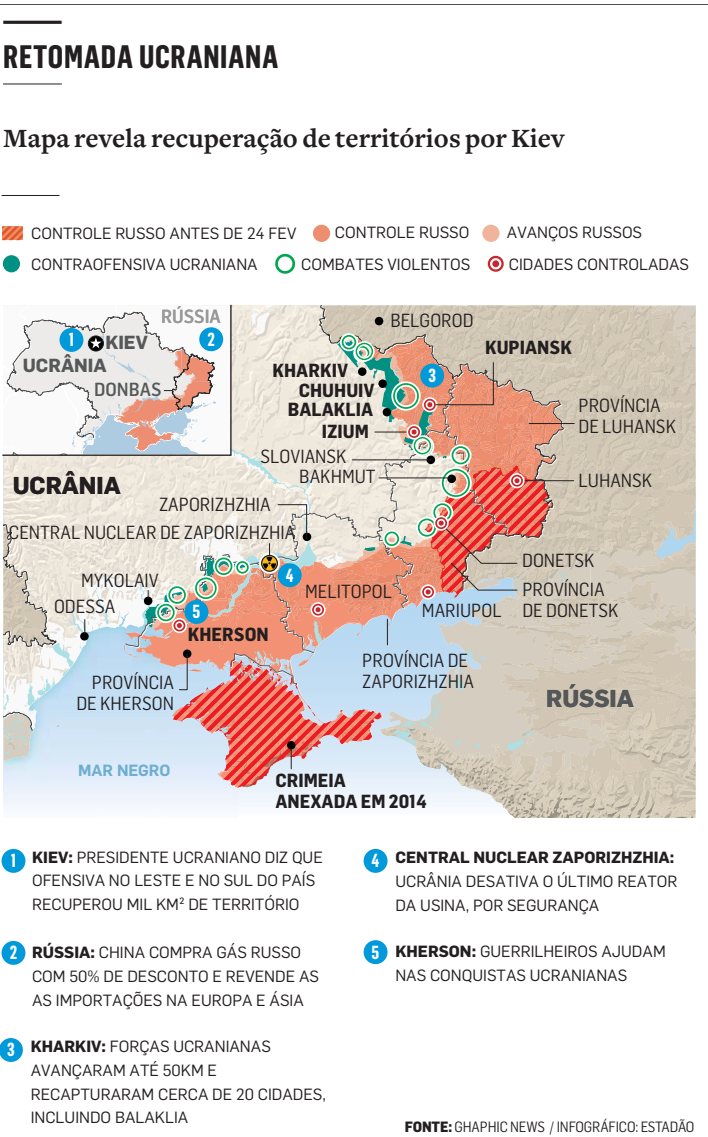 RETOMADA UCRANIANA
Mapa revela recuperação de territórios por Kiev
CONTROLE RUSSO ANTES DE 24 FEV
CONTROLE RUSSO
AVANÇOS RUSSOS
CONTRAOFENSIVA UCRANIANA
COMBATES VIOLENTOS
CIDADES CONTROLADAS
RÚSSIA
1
2
KIEV
UCRÂNIA
DONBAS
BELGOROD
KUPIANSK
KHARKIV
3
CHUHUIV
BALAKLIA
PROVÍNCIA
DE LUHANSK
IZIUM
SLOVIANSK
BAKHMUT
LUHANSK
UCRÂNIA
ZAPORIZHZHIA
CENTRAL NUCLEAR DE ZAPORIZHZHIA
DONETSK
4
MYKOLAIV
MELITOPOL
PROVÍNCIA
DE DONETSK
ODESSA
5
MARIUPOL
KHERSON
PROVÍNCIA DE
ZAPORIZHZHIA
PROVÍNCIA
DE KHERSON
RÚSSIA
MAR NEGRO
CRIMEIA
ANEXADA EM 2014
1 KIEV: PRESIDENTE UCRANIANO DIZ QUE
OFENSIVA NO LESTE E NO SUL DO PAÍS
RECUPEROU MIL KM² DE TERRITÓRIO
2 RÚSSIA: CHINA COMPRA GÁS RUSSO
COM 50% DE DESCONTO E REVENDE AS
AS IMPORTAÇÕES NA EUROPA E ÁSIA
3 KHARKIV: FORÇAS UCRANIANAS
AVANÇARAM ATÉ 50KM E
RECAPTURARAM CERCA DE 20 CIDADES,
INCLUINDO BALAKLIA
4 CENTRAL NUCLEAR ZAPORIZHZHIA:
UCRÂNIA DESATIVA O ÚLTIMO REATOR
DA USINA, POR SEGURANÇA
5 KHERSON: GUERRILHEIROS AJUDAM
NAS CONQUISTAS UCRANIANAS
FONTE: GHAPHIC NEWS / INFOGRÁFICO: ESTADÃO